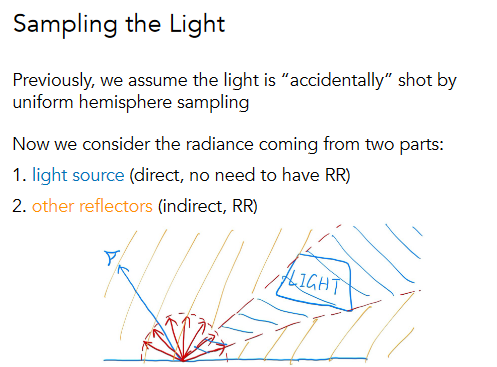 Sampling the Light
Previously, we assume the light is “accidentally” shot by
uniform hemisphere sampling
Now we consider the radiance coming from two parts:
1. light source (direct, no need to have RR)
2. other reflectors (indirect, RR)
LIGHT